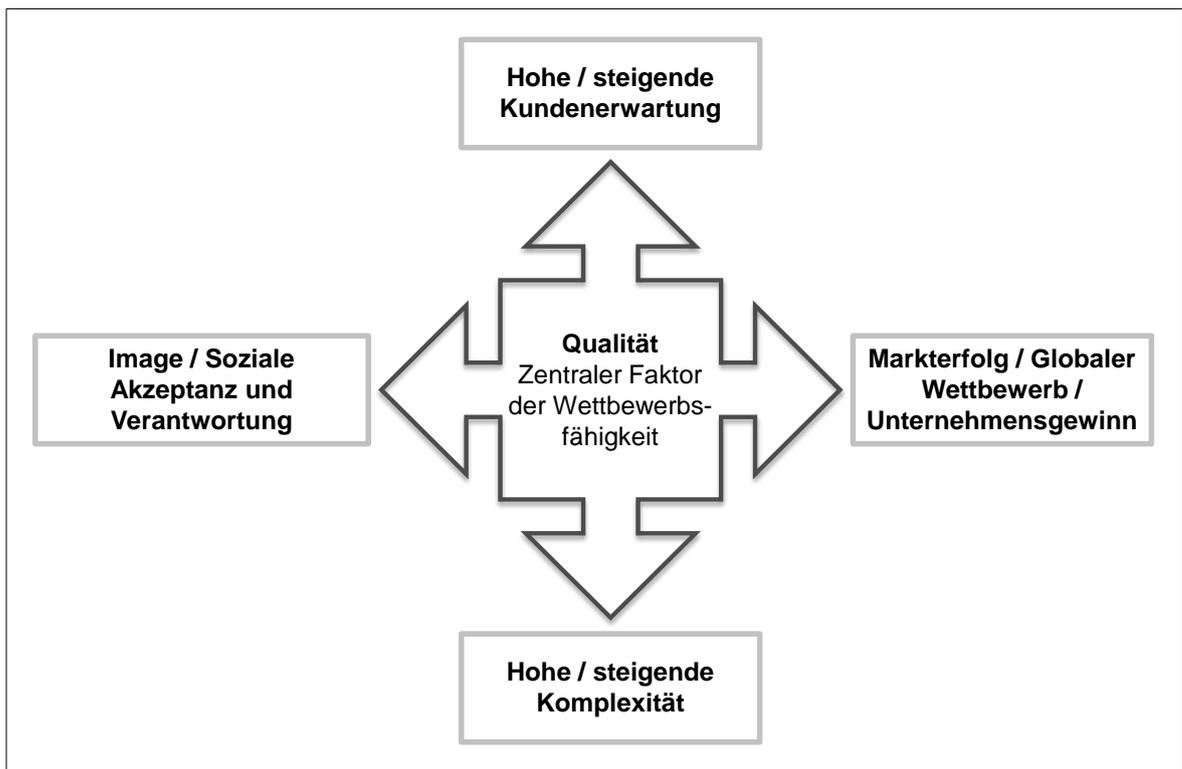 Hohe / steigende
Kundenerwartung
Image / Soziale
Akzeptanz und
Verantwortung
Qualität
Zentraler Faktor
der Wettbewerbs-
fähigkeit
Markterfolg / Globaler
Wettbewerb /
Unternehmensgewinn
Hohe / steigende
Komplexität